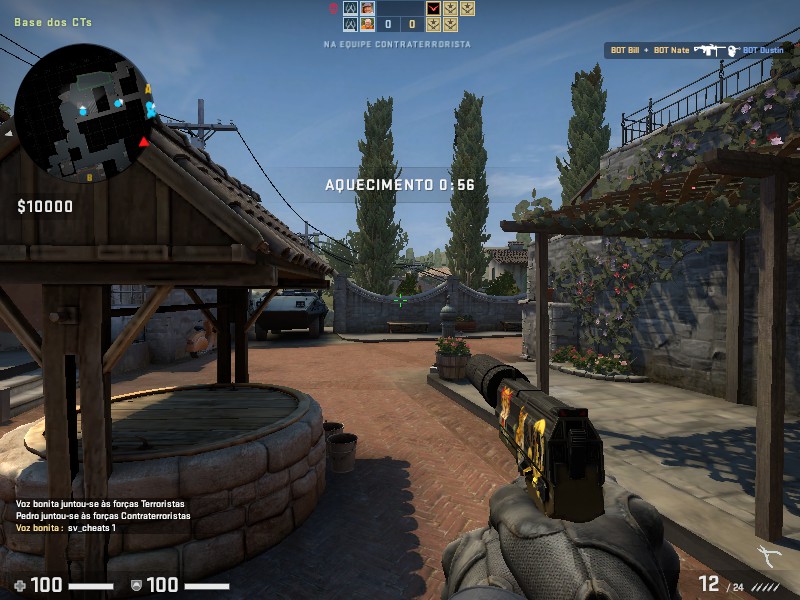 Base dos CTs
0 0
NA EQUIPE CONTRATERRORISTA
BOT Bill + BOT Nate BOT Dustin
A
AQUECIMENTO 0:56
B
$10000
Voz bonita juntou-se às forças Terroristas
Pedro juntou-se às forças Contraterroristas
Voz bonita : sv_cheats 1
100 100
12 / 24